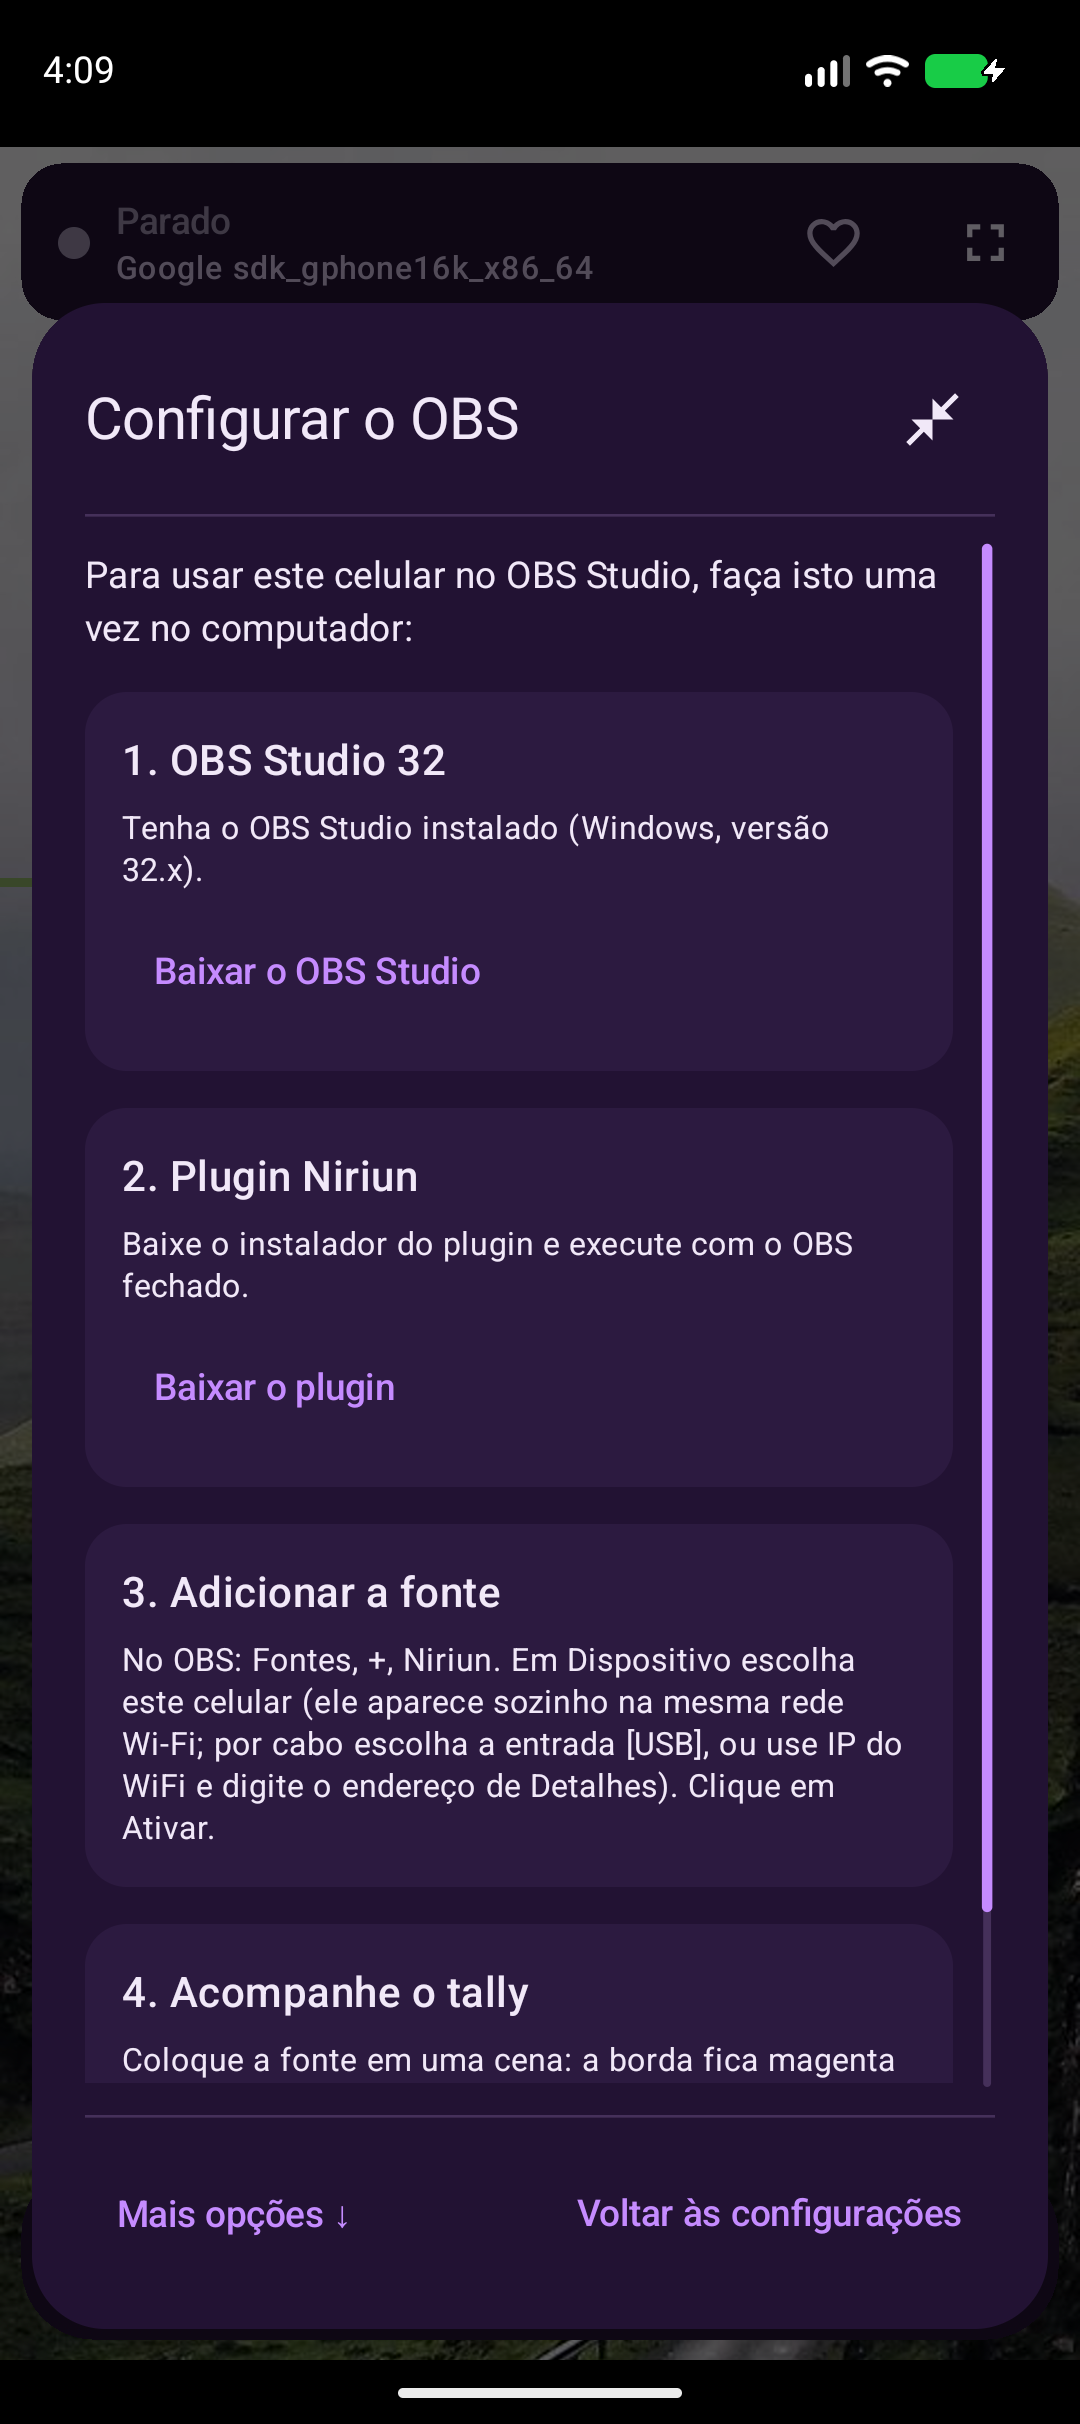 4:09
Parado
Google sdk_gphone16k_x86_64
Configurar o OBS
Para usar este celular no OBS Studio, faça isto uma
vez no computador:
1. OBS Studio 32
Tenha o OBS Studio instalado (Windows, versão
32.x).
Baixar o OBS Studio
2. Plugin Niriun
Baixe o instalador do plugin e execute com o OBS
fechado.
Baixar o plugin
3. Adicionar a fonte
No OBS: Fontes, +, Niriun. Em Dispositivo escolha
este celular (ele aparece sozinho na mesma rede
Wi-Fi; por cabo escolha a entrada [USB], ou use IP do
WiFi e digite o endereço de Detalhes). Clique em
Ativar.
4. Acompanhe o tally
Coloque a fonte em uma cena: a borda fica magenta
Mais opções ↓
Voltar às configurações